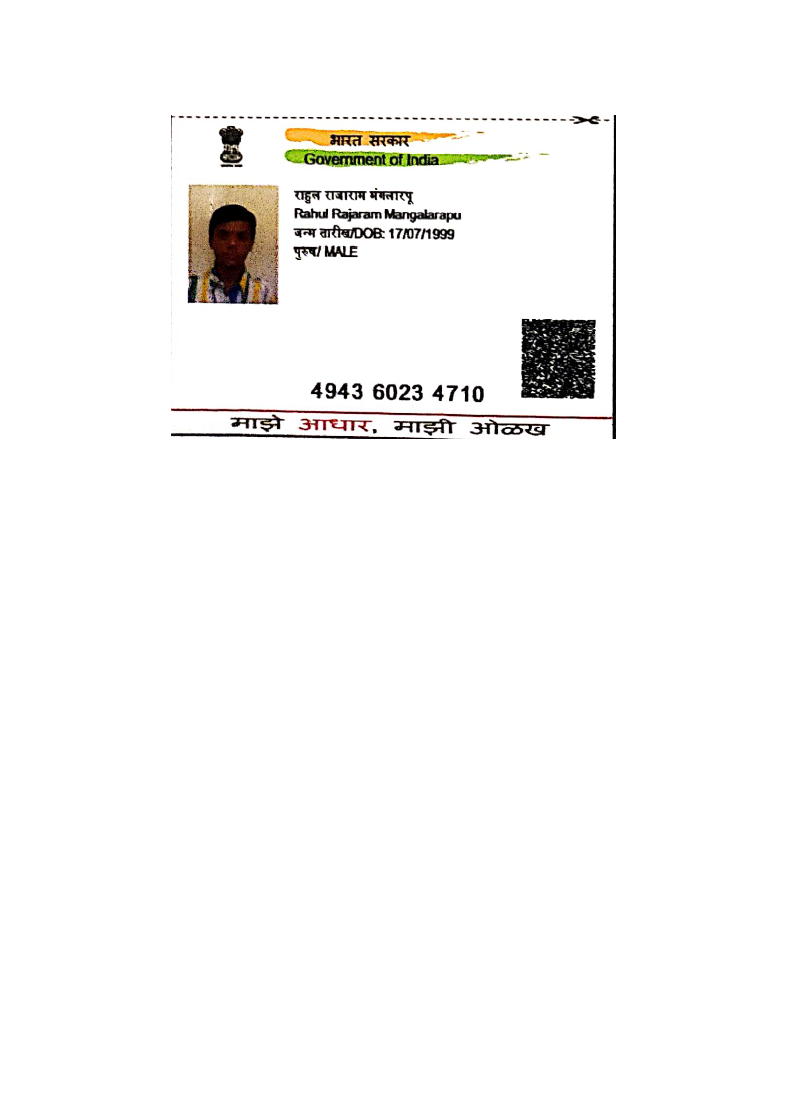 भारत सरकार
Government of India
राहुल राजाराम मंगलारपू
Rahul Rajaram Mangalarapu
जन्म तारीख/DOB: 17/07/1999
पुरुष/ MALE
4943 6023 4710
माझे आधार, माझी ओळख